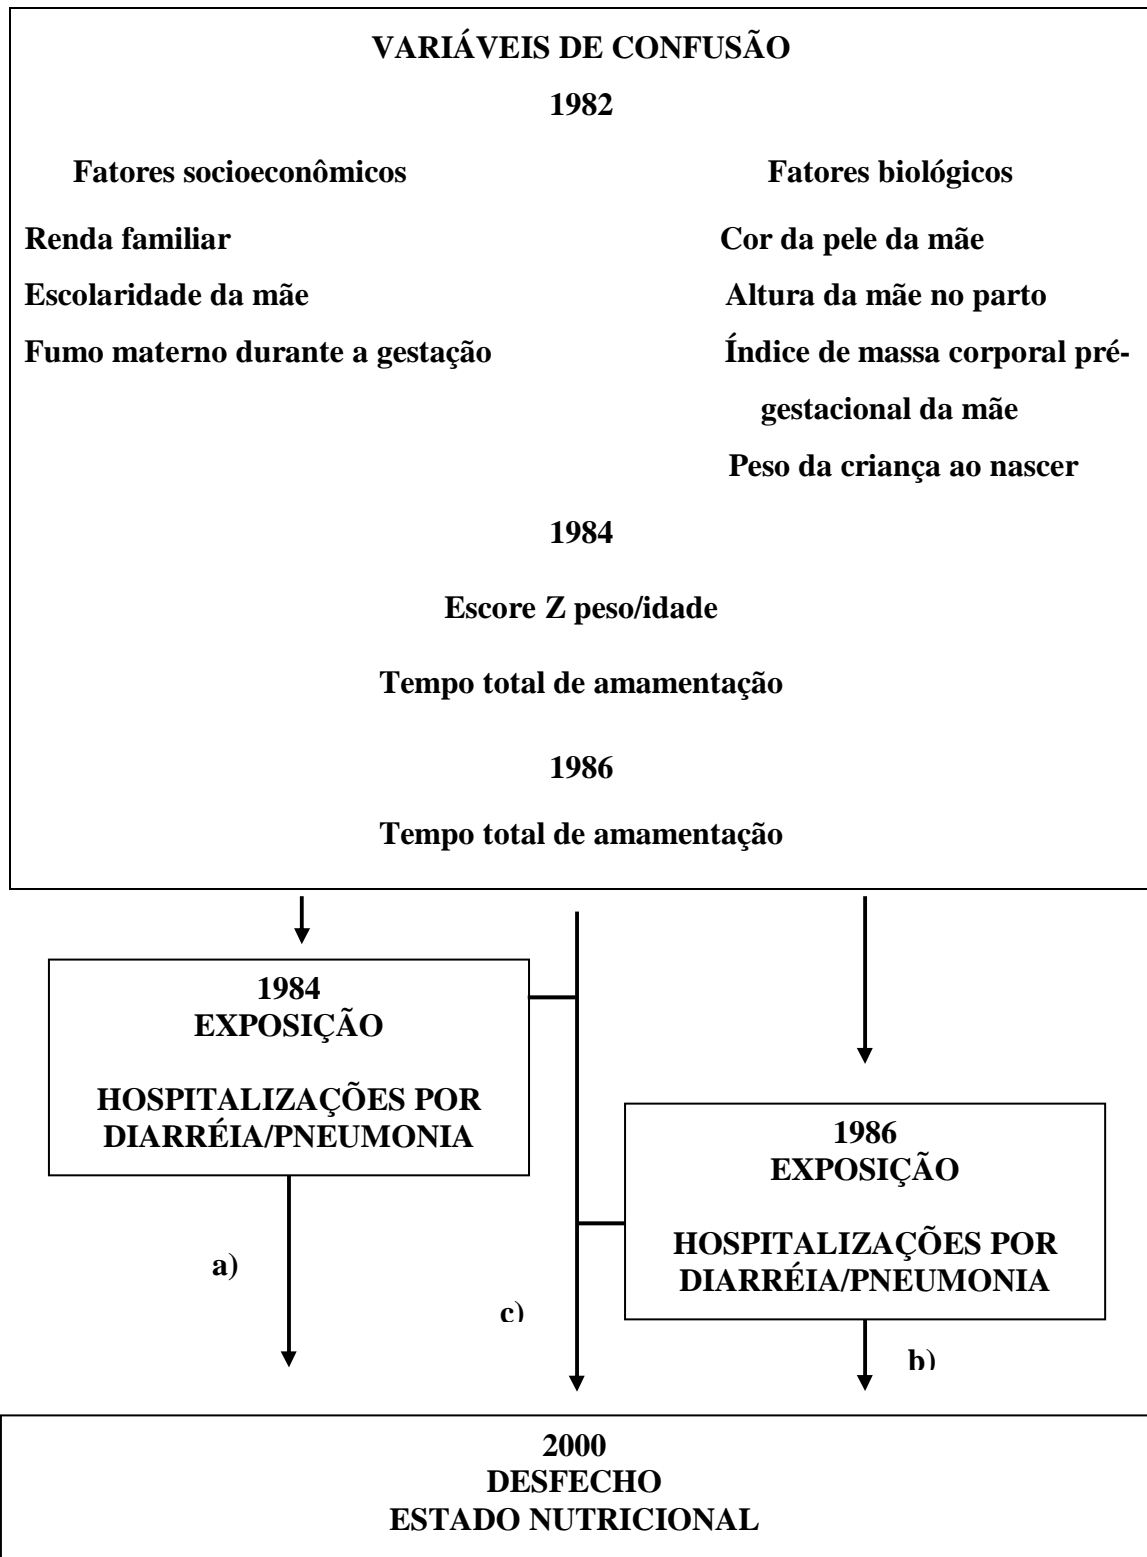 VARIÁVEIS DE CONFUSÃO
1982
Fatores socioeconômicos
Fatores biológicos
Renda familiar
Cor da pele da mãe
Escolaridade da mãe
Altura da mãe no parto
Fumo materno durante a gestação
Índice de massa corporal pré-
gestacional da mãe
Peso da criança ao nascer
1984
Escore Z peso/idade
Tempo total de amamentação
1986
Tempo total de amamentação
1984
EXPOSIÇÃO
HOSPITALIZAÇÕES POR
DIARRÉIA/PNEUMONIA
1986
EXPOSIÇÃO
HOSPITALIZAÇÕES POR
DIARRÉIA/PNEUMONIA
a)
c)
b)
2000
DESFECHO
ESTADO NUTRICIONAL